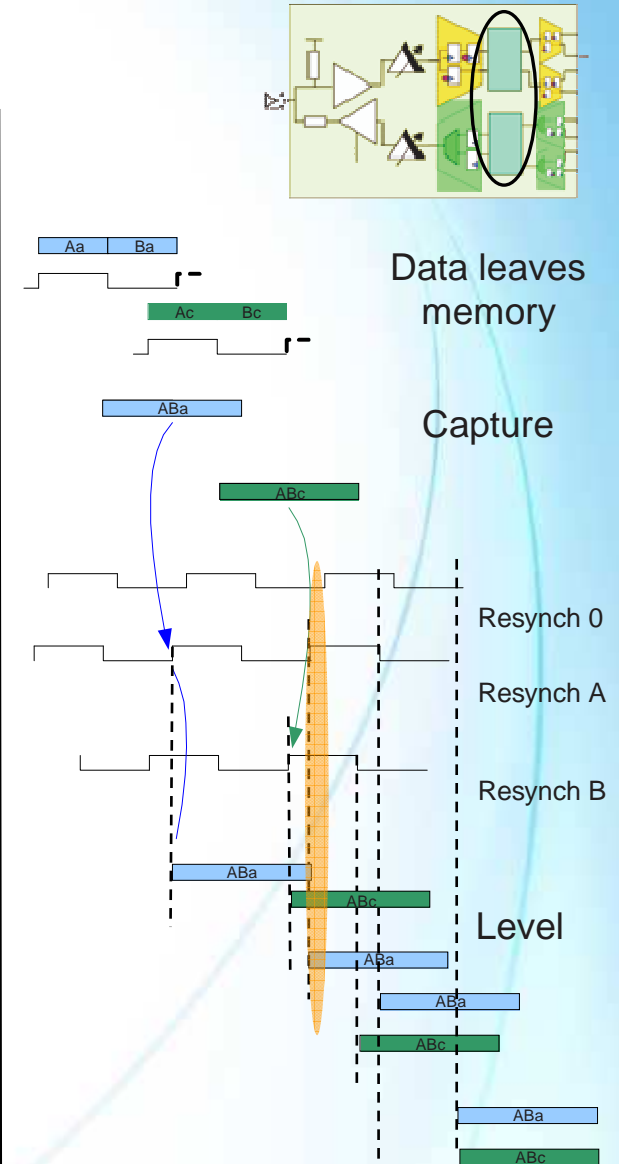 Aa Ba
Data leaves
memory
Ac Bc
ABa
Capture
ABc
Resynch 0
Resynch A
Resynch B
ABa
ABc
Level
ABa
ABa
ABc
ABa
ABc